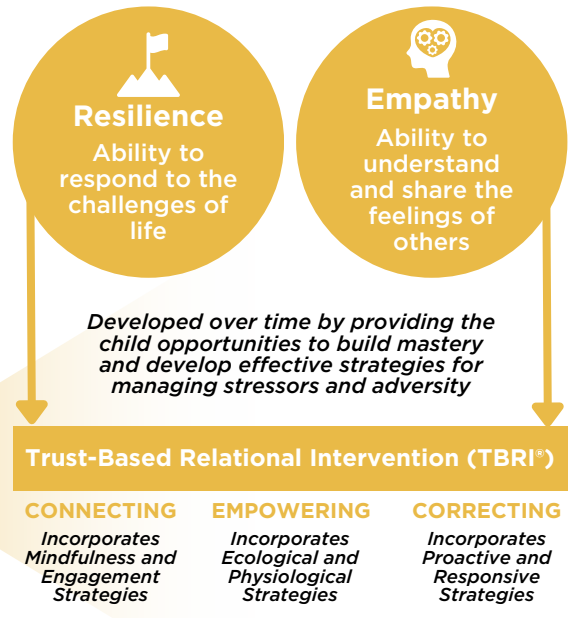 Resilience
Ability to
respond to the
challenges of
life
Empathy
Ability to
understand
and share the
feelings of
others
Developed over time by providing the
child opportunities to build mastery
and develop effective strategies for
managing stressors and adversity
Trust-Based Relational Intervention (TBRI®)
CONNECTING
Incorporates
Mindfulness and
Engagement
Strategies
EMPOWERING
Incorporates
Ecological and
Physiological
Strategies
CORRECTING
Incorporates
Proactive and
Responsive
Strategies